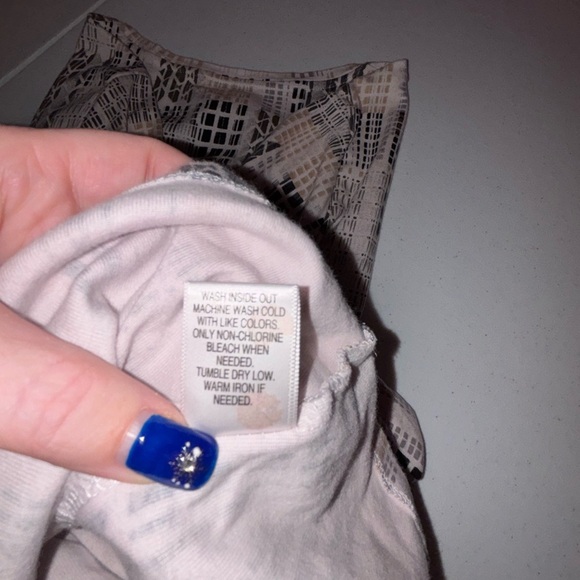 WASH INSIDE OUT
MACHINE WASH COLD
WITH LIKE COLORS.
ONLY NON-CHLORINE
BLEACH WHEN
NEEDED.
TUMBLE DRY LOW.
WARM IRON IF
NEEDED.